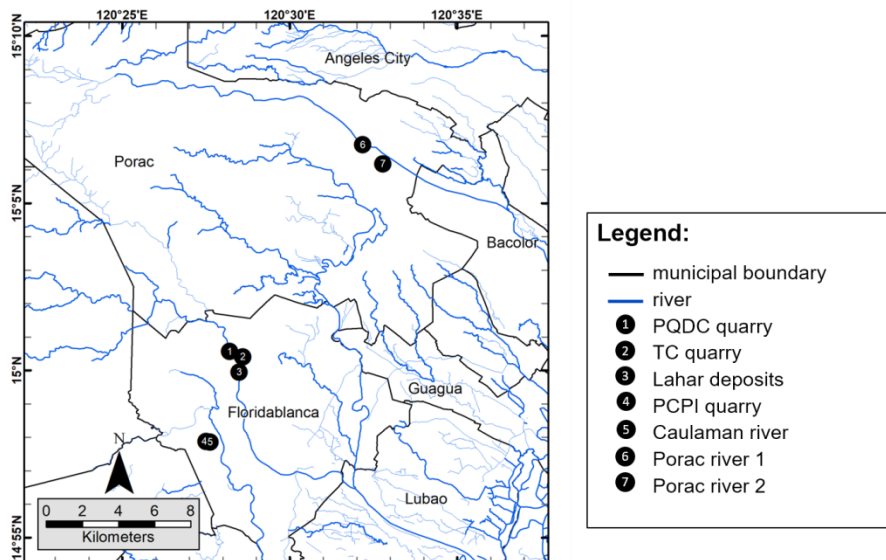 120°25'E 120°30'E 120°35'E
15°10'N
Angeles City
6
Porac
7
15°5'N
Bacolor
1
2
15°N
3
Guagua
Floridablanca
45
N
Lubao
0 2 4 6 8
Kilometers
14°55'N
Legend:
municipal boundary
river
1 PQDC quarry
2 TC quarry
3 Lahar deposits
4 PCPI quarry
5 Caulaman river
6 Porac river 1
7 Porac river 2